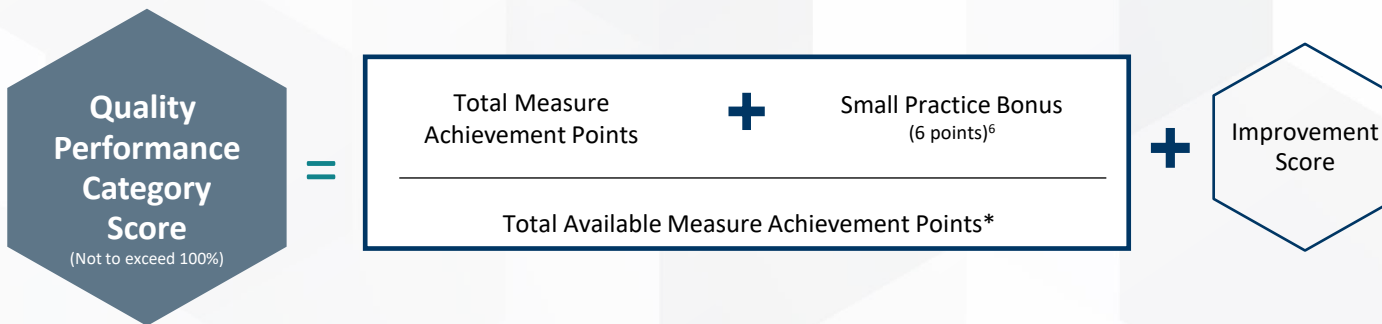 Quality
Performance
Category
Score
(Not to exceed 100%)
=
Total Measure
Achievement Points
+
Small Practice Bonus
(6 points)6
Total Available Measure Achievement Points*
+
Improvement
Score